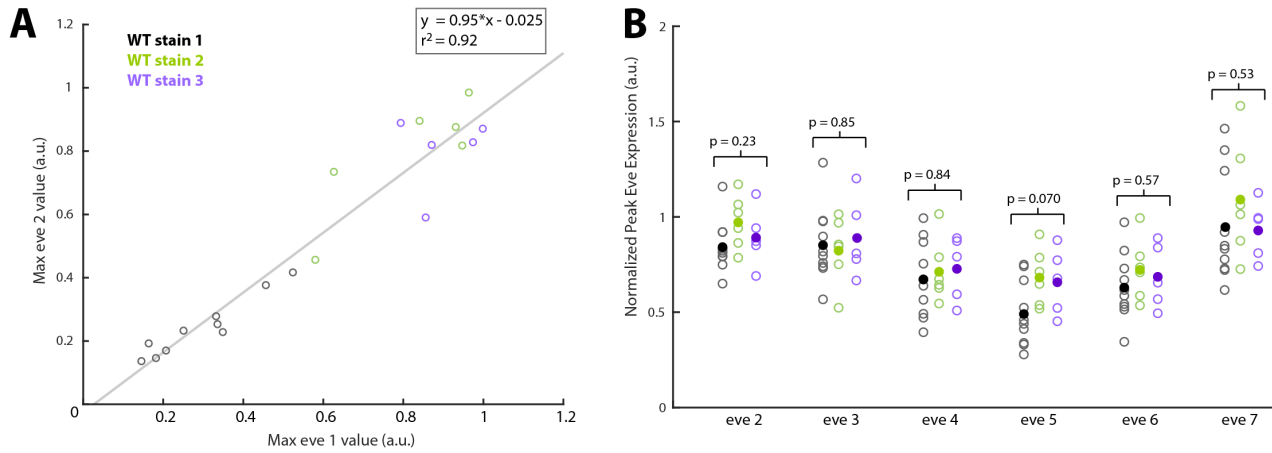 A
WT stain 1
WT stain 2
WT stain 3
y = 0.95*x - 0.025
r² = 0.92
Max eve 2 value (a.u.)
1.2
1
0.8
0.6
0.4
0.2
0
0.2
0.4
0.6
0.8
1
1.2
Max eve 1 value (a.u.)
B
Normalized Peak Eve Expression (a.u.)
2
1.5
1
0.5
0
p = 0.23
p = 0.85
p = 0.84
p = 0.070
p = 0.57
p = 0.53
eve 2
eve 3
eve 4
eve 5
eve 6
eve 7